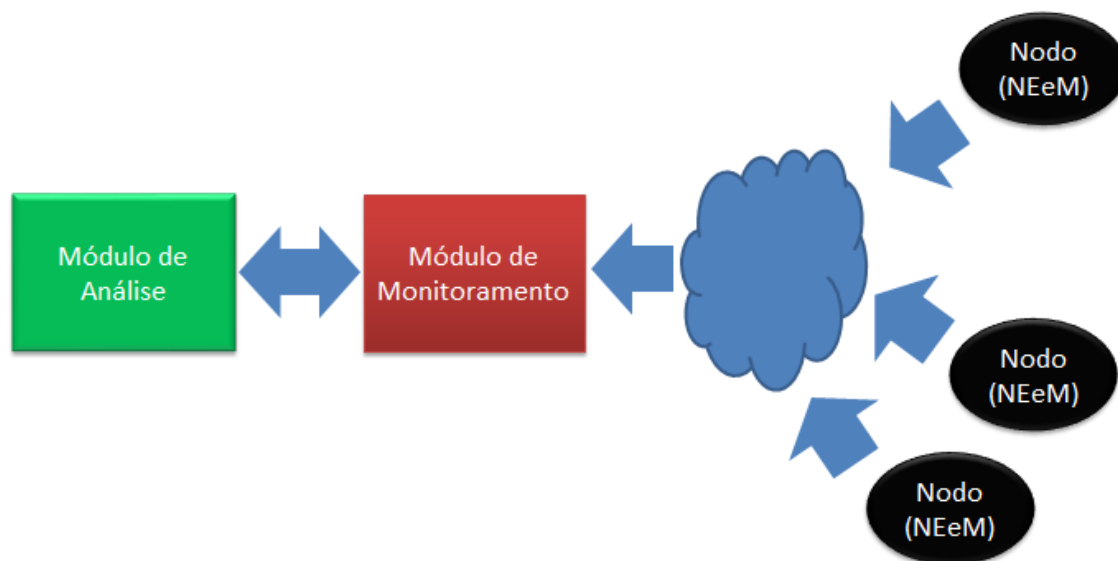 Nodo
(NEeM)
Módulo de
Análise
Módulo de
Monitoramento
Nodo
(NEeM)
Nodo
(NEeM)